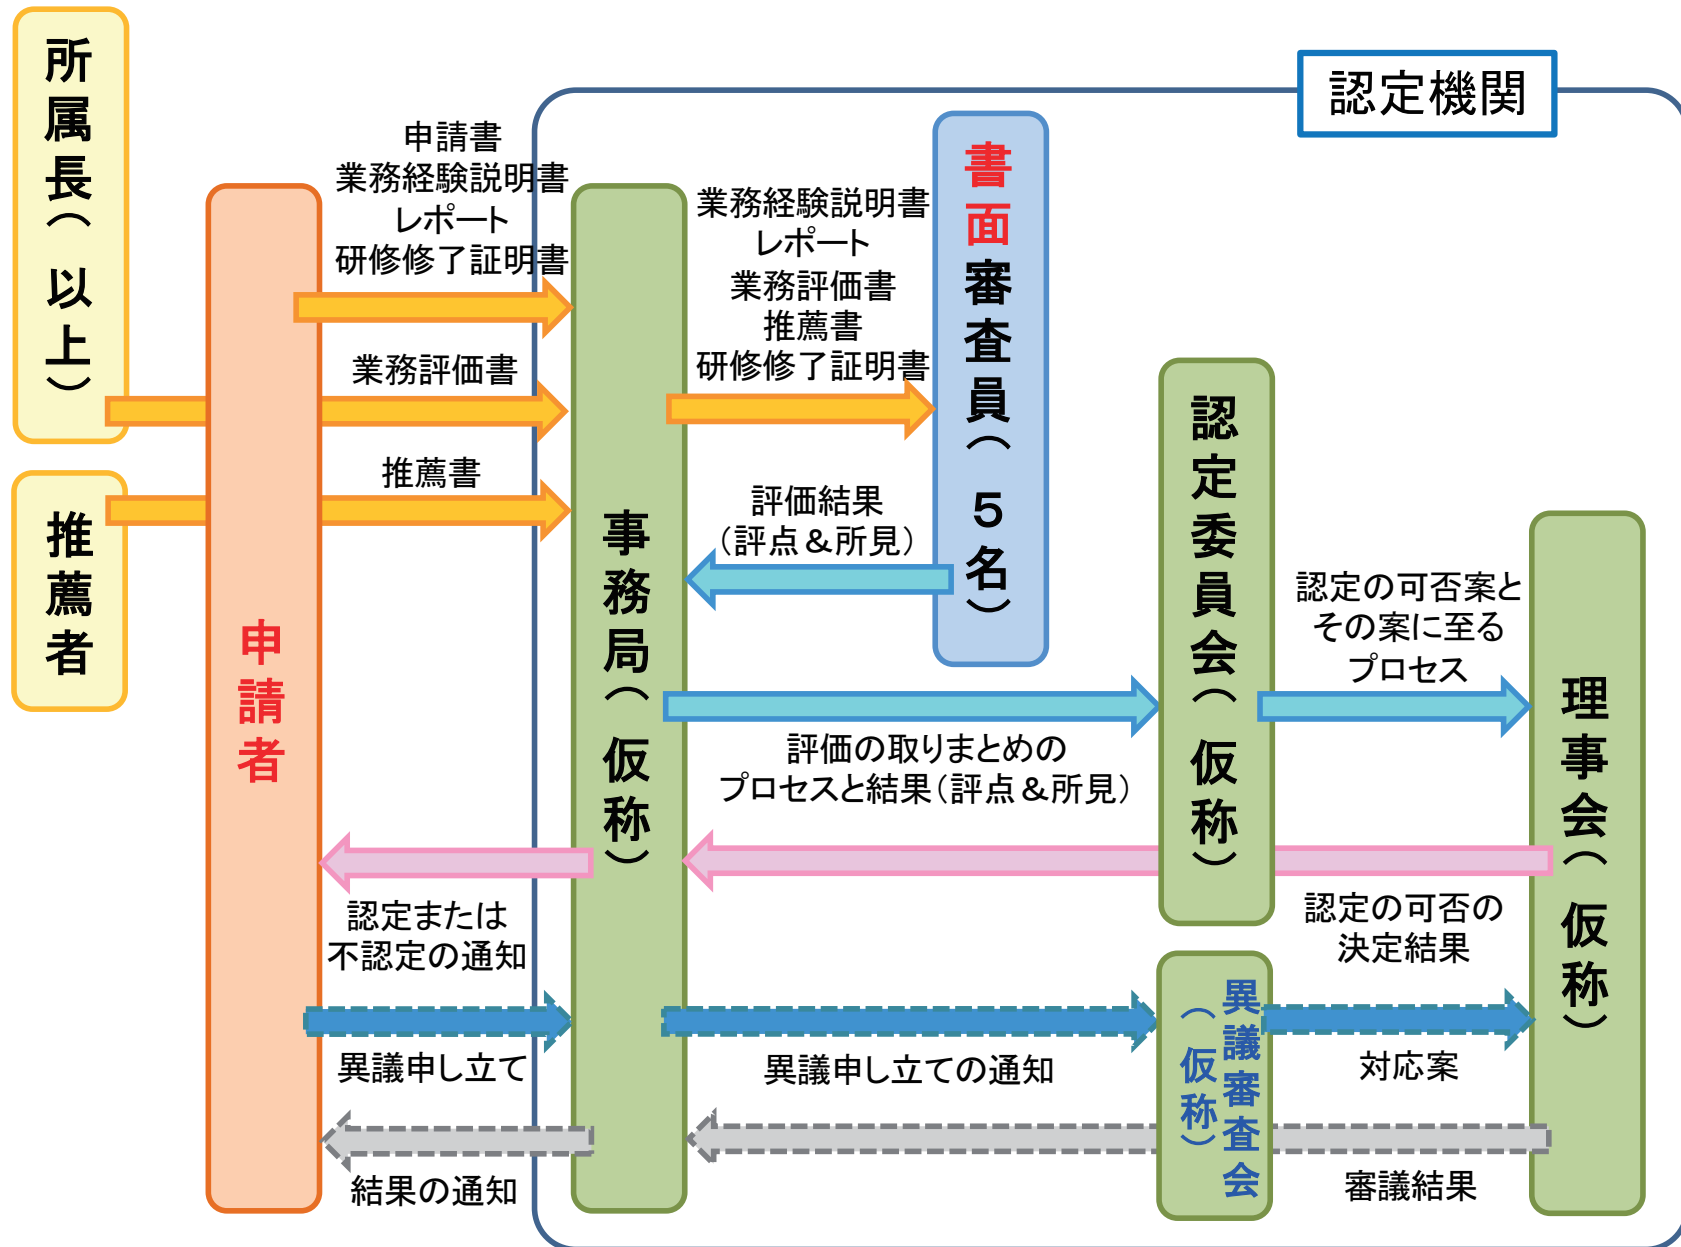 認定機関
所属長(以上)
推薦者
申請者
申請書
業務経験説明書
レポート
研修修了証明書
業務評価書
推薦書
事務局(仮称)
業務経験説明書
レポート
業務評価書
推薦書
研修修了証明書
書面審査員(5名)
評価結果
(評点&所見)
認定委員会(仮称)
評価の取りまとめの
プロセスと結果(評点&所見)
認定の可否案と
その案に至る
プロセス
理事会(仮称)
認定の可否の
決定結果
認定または
不認定の通知
異議申し立て
異議申し立ての通知
異議審査会
(仮称)
対応案
審議結果
結果の通知